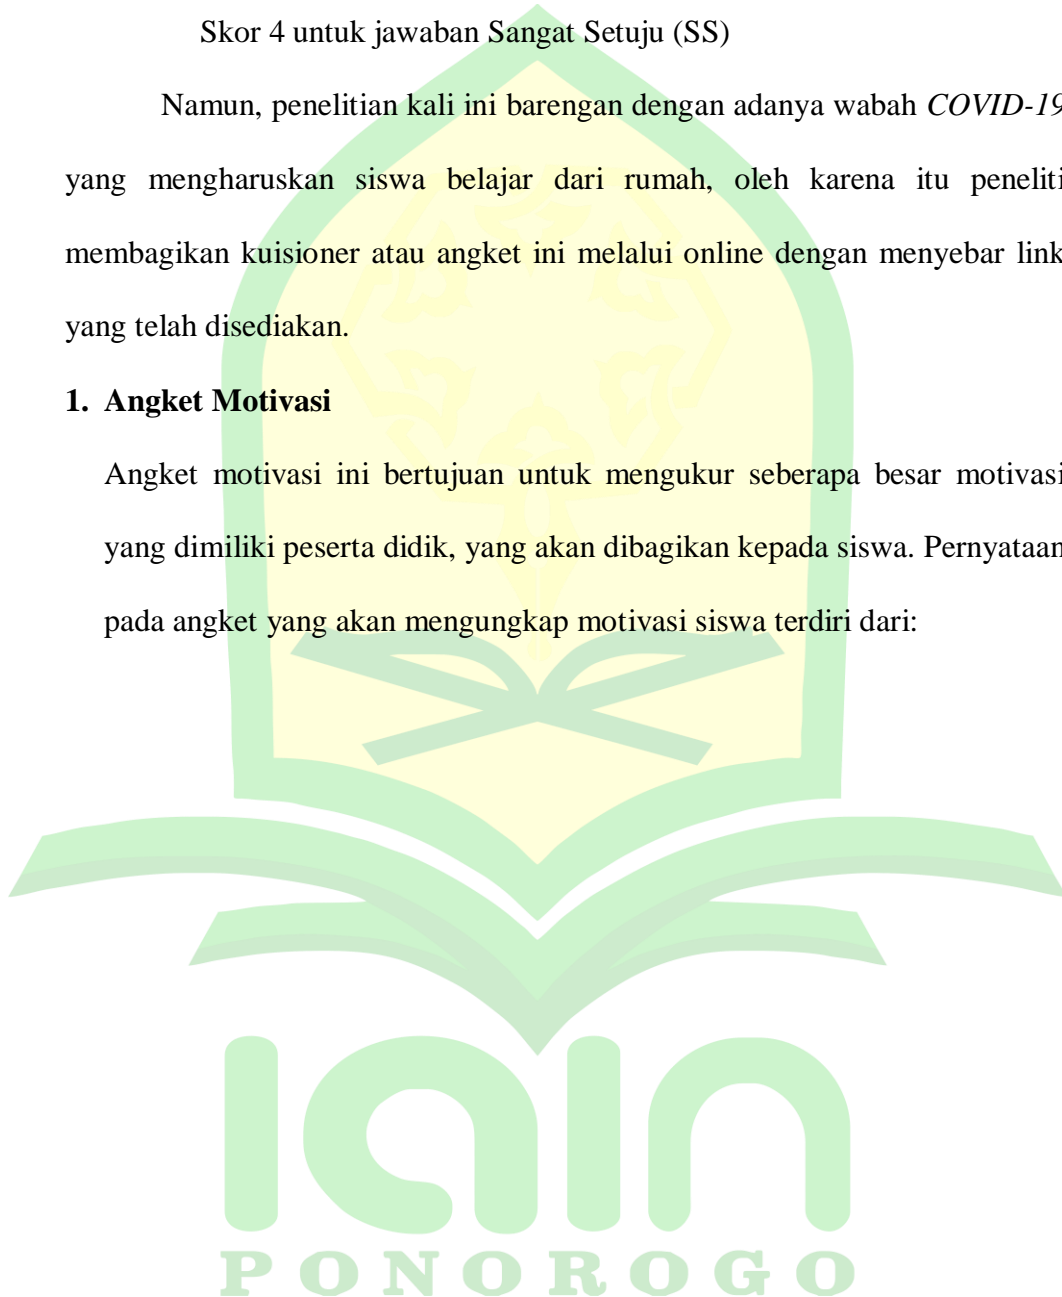 Skor 4 untuk jawaban Sangat Setuju (SS)
Namun, penelitian kali ini barengan dengan adanya wabah COVID-19
yang mengharuskan siswa belajar dari rumah, oleh karena itu peneliti
membagikan kuisioner atau angket ini melalui online dengan menyebar link
yang telah disediakan.
1. Angket Motivasi
Angket motivasi ini bertujuan untuk mengukur seberapa besar motivasi
yang dimiliki peserta didik, yang akan dibagikan kepada siswa. Pernyataan
pada angket yang akan mengungkap motivasi siswa terdiri dari:
IAIN
PONOROGO